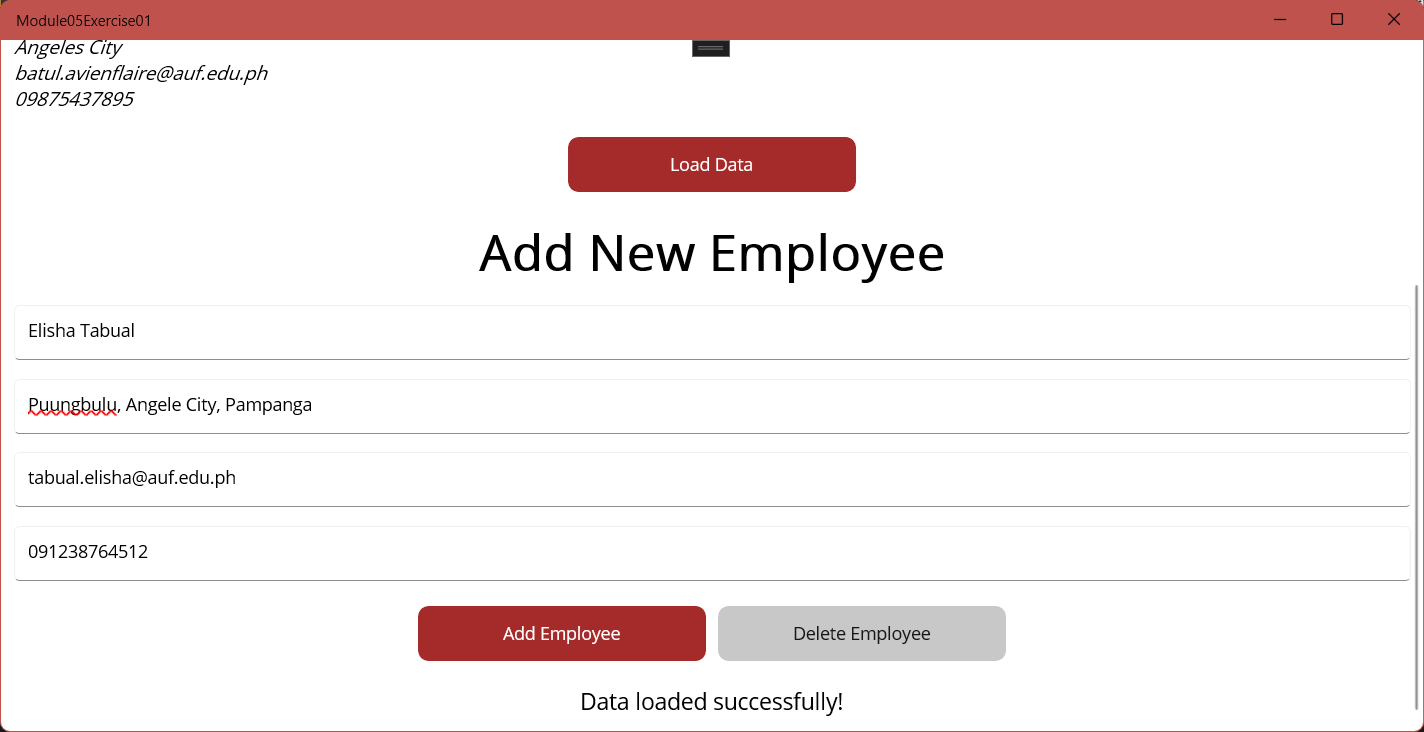 Module05Exercise01
Angeles City
batul.avienflaire@auf.edu.ph
09875437895
Load Data
Add New Employee
Elisha Tabual
Puungbulu, Angele City, Pampanga
tabual.elisha@auf.edu.ph
091238764512
Add Employee Delete Employee
Data loaded successfully!